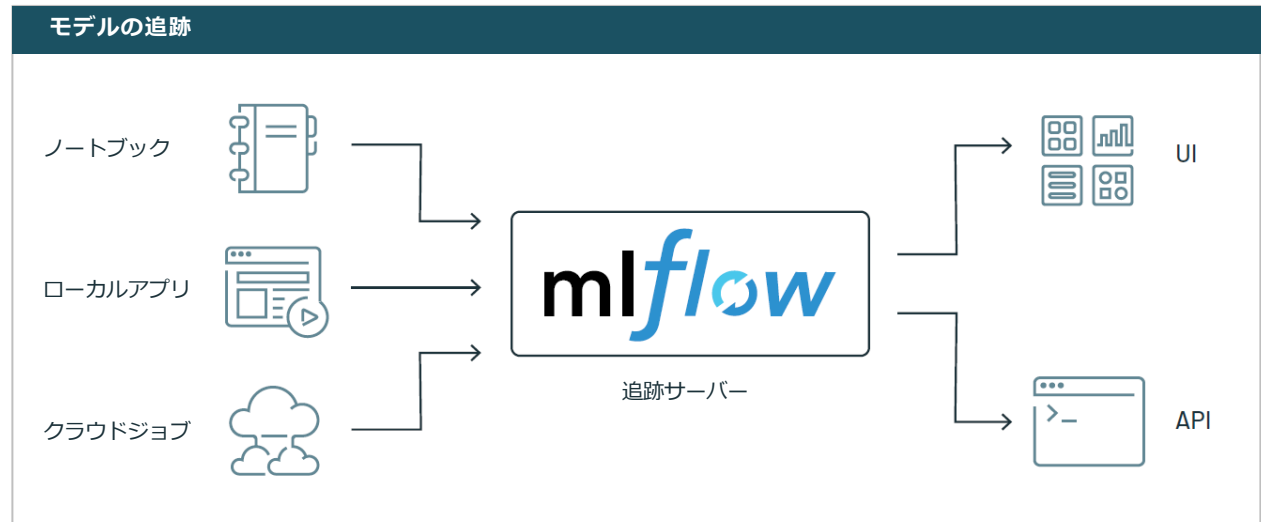 モデルの追跡
ノートブック
ローカルアプリ
クラウドジョブ
mlflow
追跡サーバー
UI
>_
API